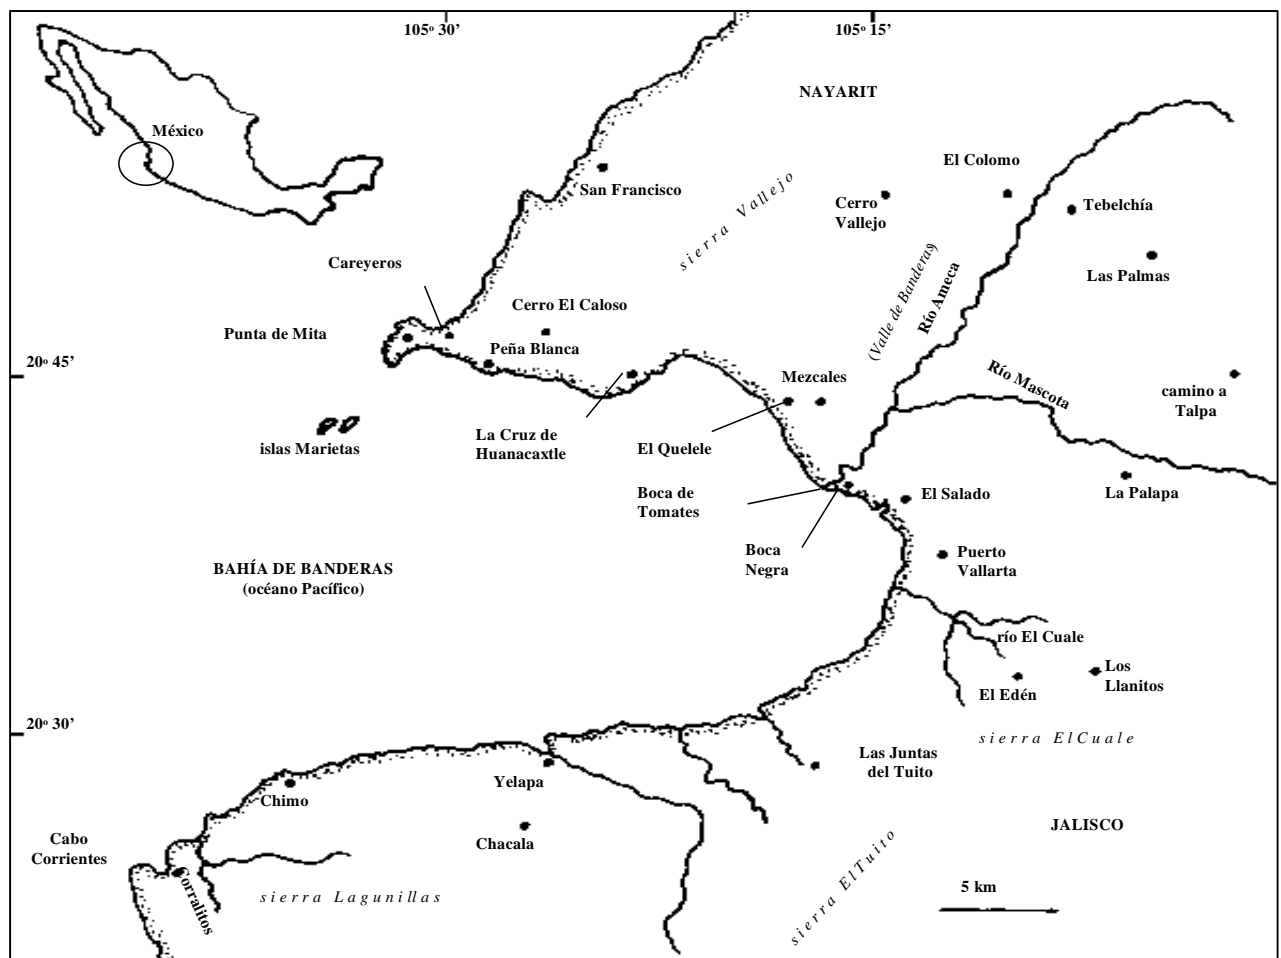 105º 30’
105º 15’
NAYARIT
México
El Colomo
San Francisco
sierra Vallejo
Cerro
Vallejo
Tebelchía
Careyeros
Las Palmas
(Valle de Banderas)
Río Ameca
Cerro El Caloso
Punta de Mita
Peña Blanca
20º 45’
Mezcales
Río Mascota
camino a
Talpa
islas Marietas
La Cruz de
Huanacaxtle
El Quelele
Boca de
Tomates
El Salado
La Palapa
Boca
Negra
Puerto
Vallarta
BAHÍA DE BANDERAS
(océano Pacífico)
río El Cuale
Los
Llanitos
El Edén
20º 30’
sierra ElCuale
Las Juntas
del Tuito
Yelapa
Chimo
Chacala
JALISCO
Cabo
Corrientes
Corralitos
sierra Lagunillas
sierra ElTuito
5 km